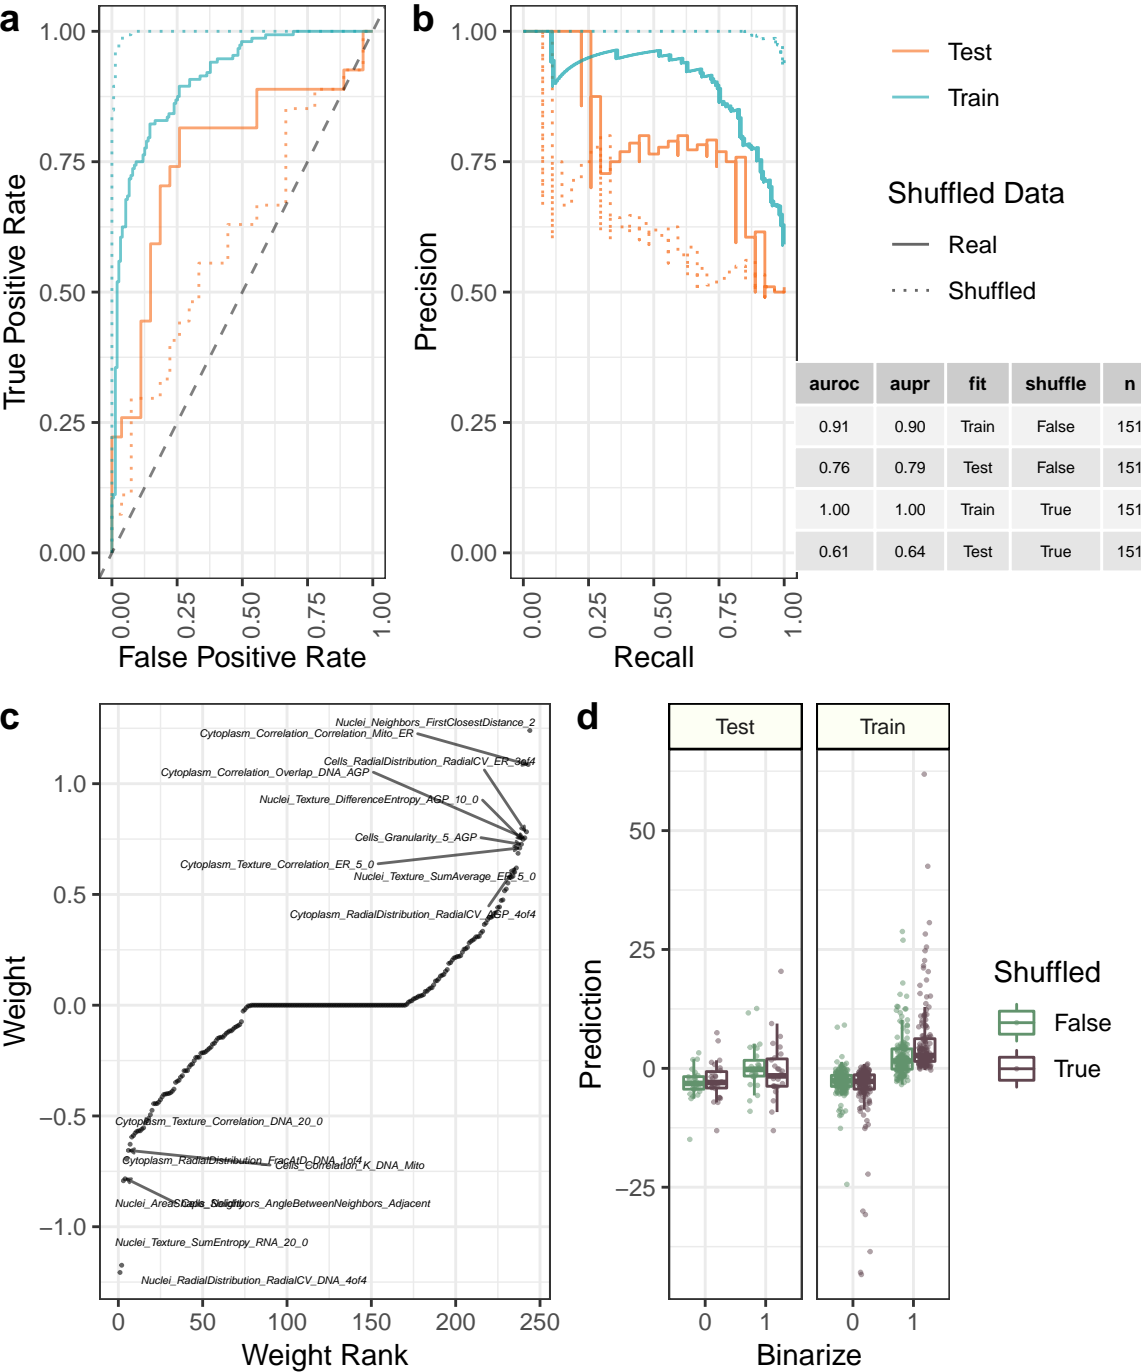 a
1.00
0.75
0.50
0.25
0.00
True Positive Rate
0.00
0.25
0.50
0.75
1.00
False Positive Rate
b
1.00
0.75
0.50
0.25
0.00
Precision
0.00
0.25
0.50
0.75
1.00
Recall
Test
Train
Shuffled Data
Real
Shuffled
auroc aupr fit shuffle n
0.91 0.90 Train False 151
0.76 0.79 Test False 151
1.00 1.00 Train True 151
0.61 0.64 Test True 151
c
Nuclei_Neighbors_FirstClosestDistance_2
Cytoplasm_Correlation_Correlation_Mito_ER
Cells_RadialDistribution_RadialCV_ER_3of4
Cytoplasm_Correlation_Overlap_DNA_AGP
Nuclei_Texture_DifferenceEntropy_AGP_10_0
Cells_Granularity_5_AGP
Cytoplasm_Texture_Correlation_ER_5_0
Nuclei_Texture_SumAverage_ER_5_0
Cytoplasm_RadialDistribution_RadialCV_AGP_4of4
Cytoplasm_Texture_Correlation_DNA_20_0
Cytoplasm_RadialDistribution_FracAtD_DNA_1of4
Cells_Correlation_K_DNA_Mito
Nuclei_AreaShape_Solidity
Cells_Neighbors_AngleBetweenNeighbors_Adjacent
Nuclei_Texture_SumEntropy_RNA_20_0
Nuclei_RadialDistribution_RadialCV_DNA_4of4
1.0
0.5
0.0
−0.5
−1.0
Weight
0 50 100 150 200 250
Weight Rank
d
Test
Train
50
25
0
−25
Prediction
0 1 0 1
Binarize
Shuffled
False
True